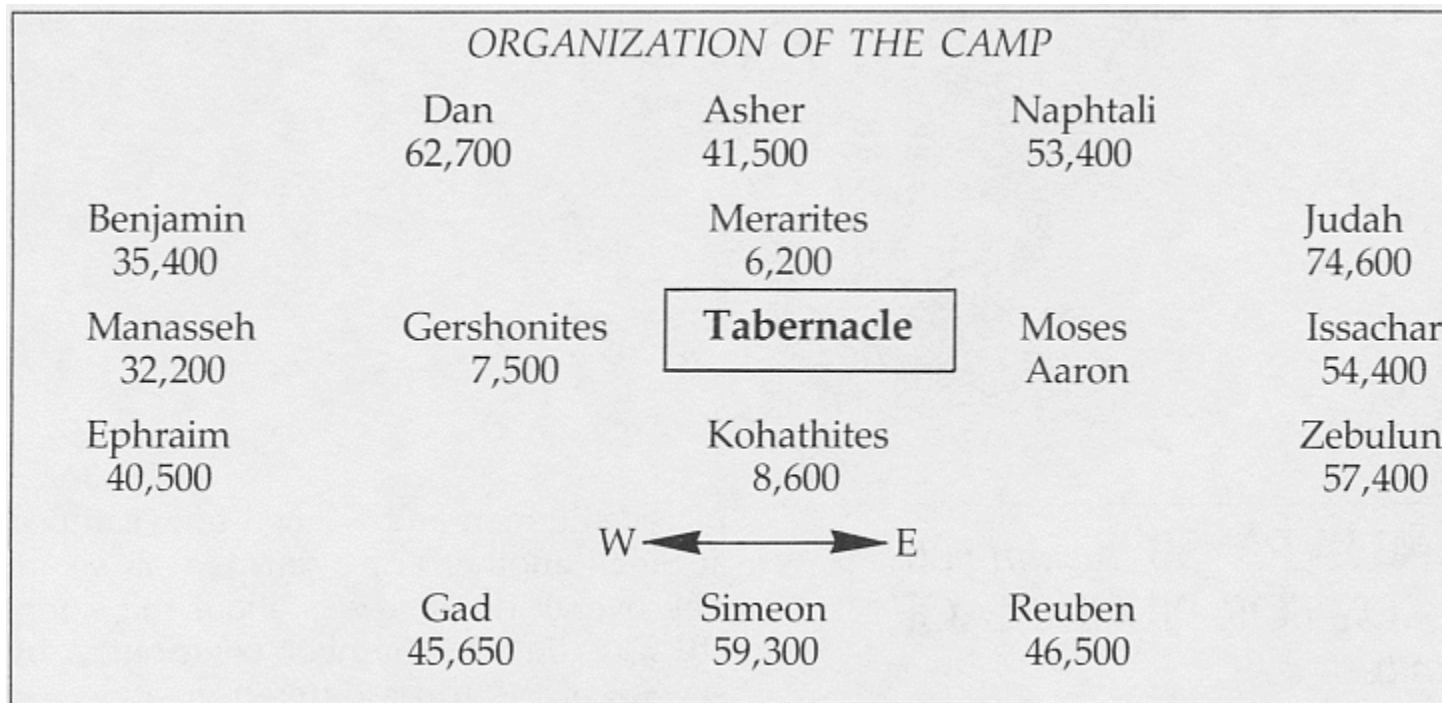 ORGANIZATION OF THE CAMP
Dan Asher Naphtali
62,700 41,500 53,400
Benjamin Merarites Judah
35,400 6,200 74,600
Manasseh Gershonites Tabernacle Moses Issachar
32,200 7,500 Aaron 54,400
Ephraim Kohathites Zebulun
40,500 8,600 57,400
W E
Gad Simeon Reuben
45,650 59,300 46,500